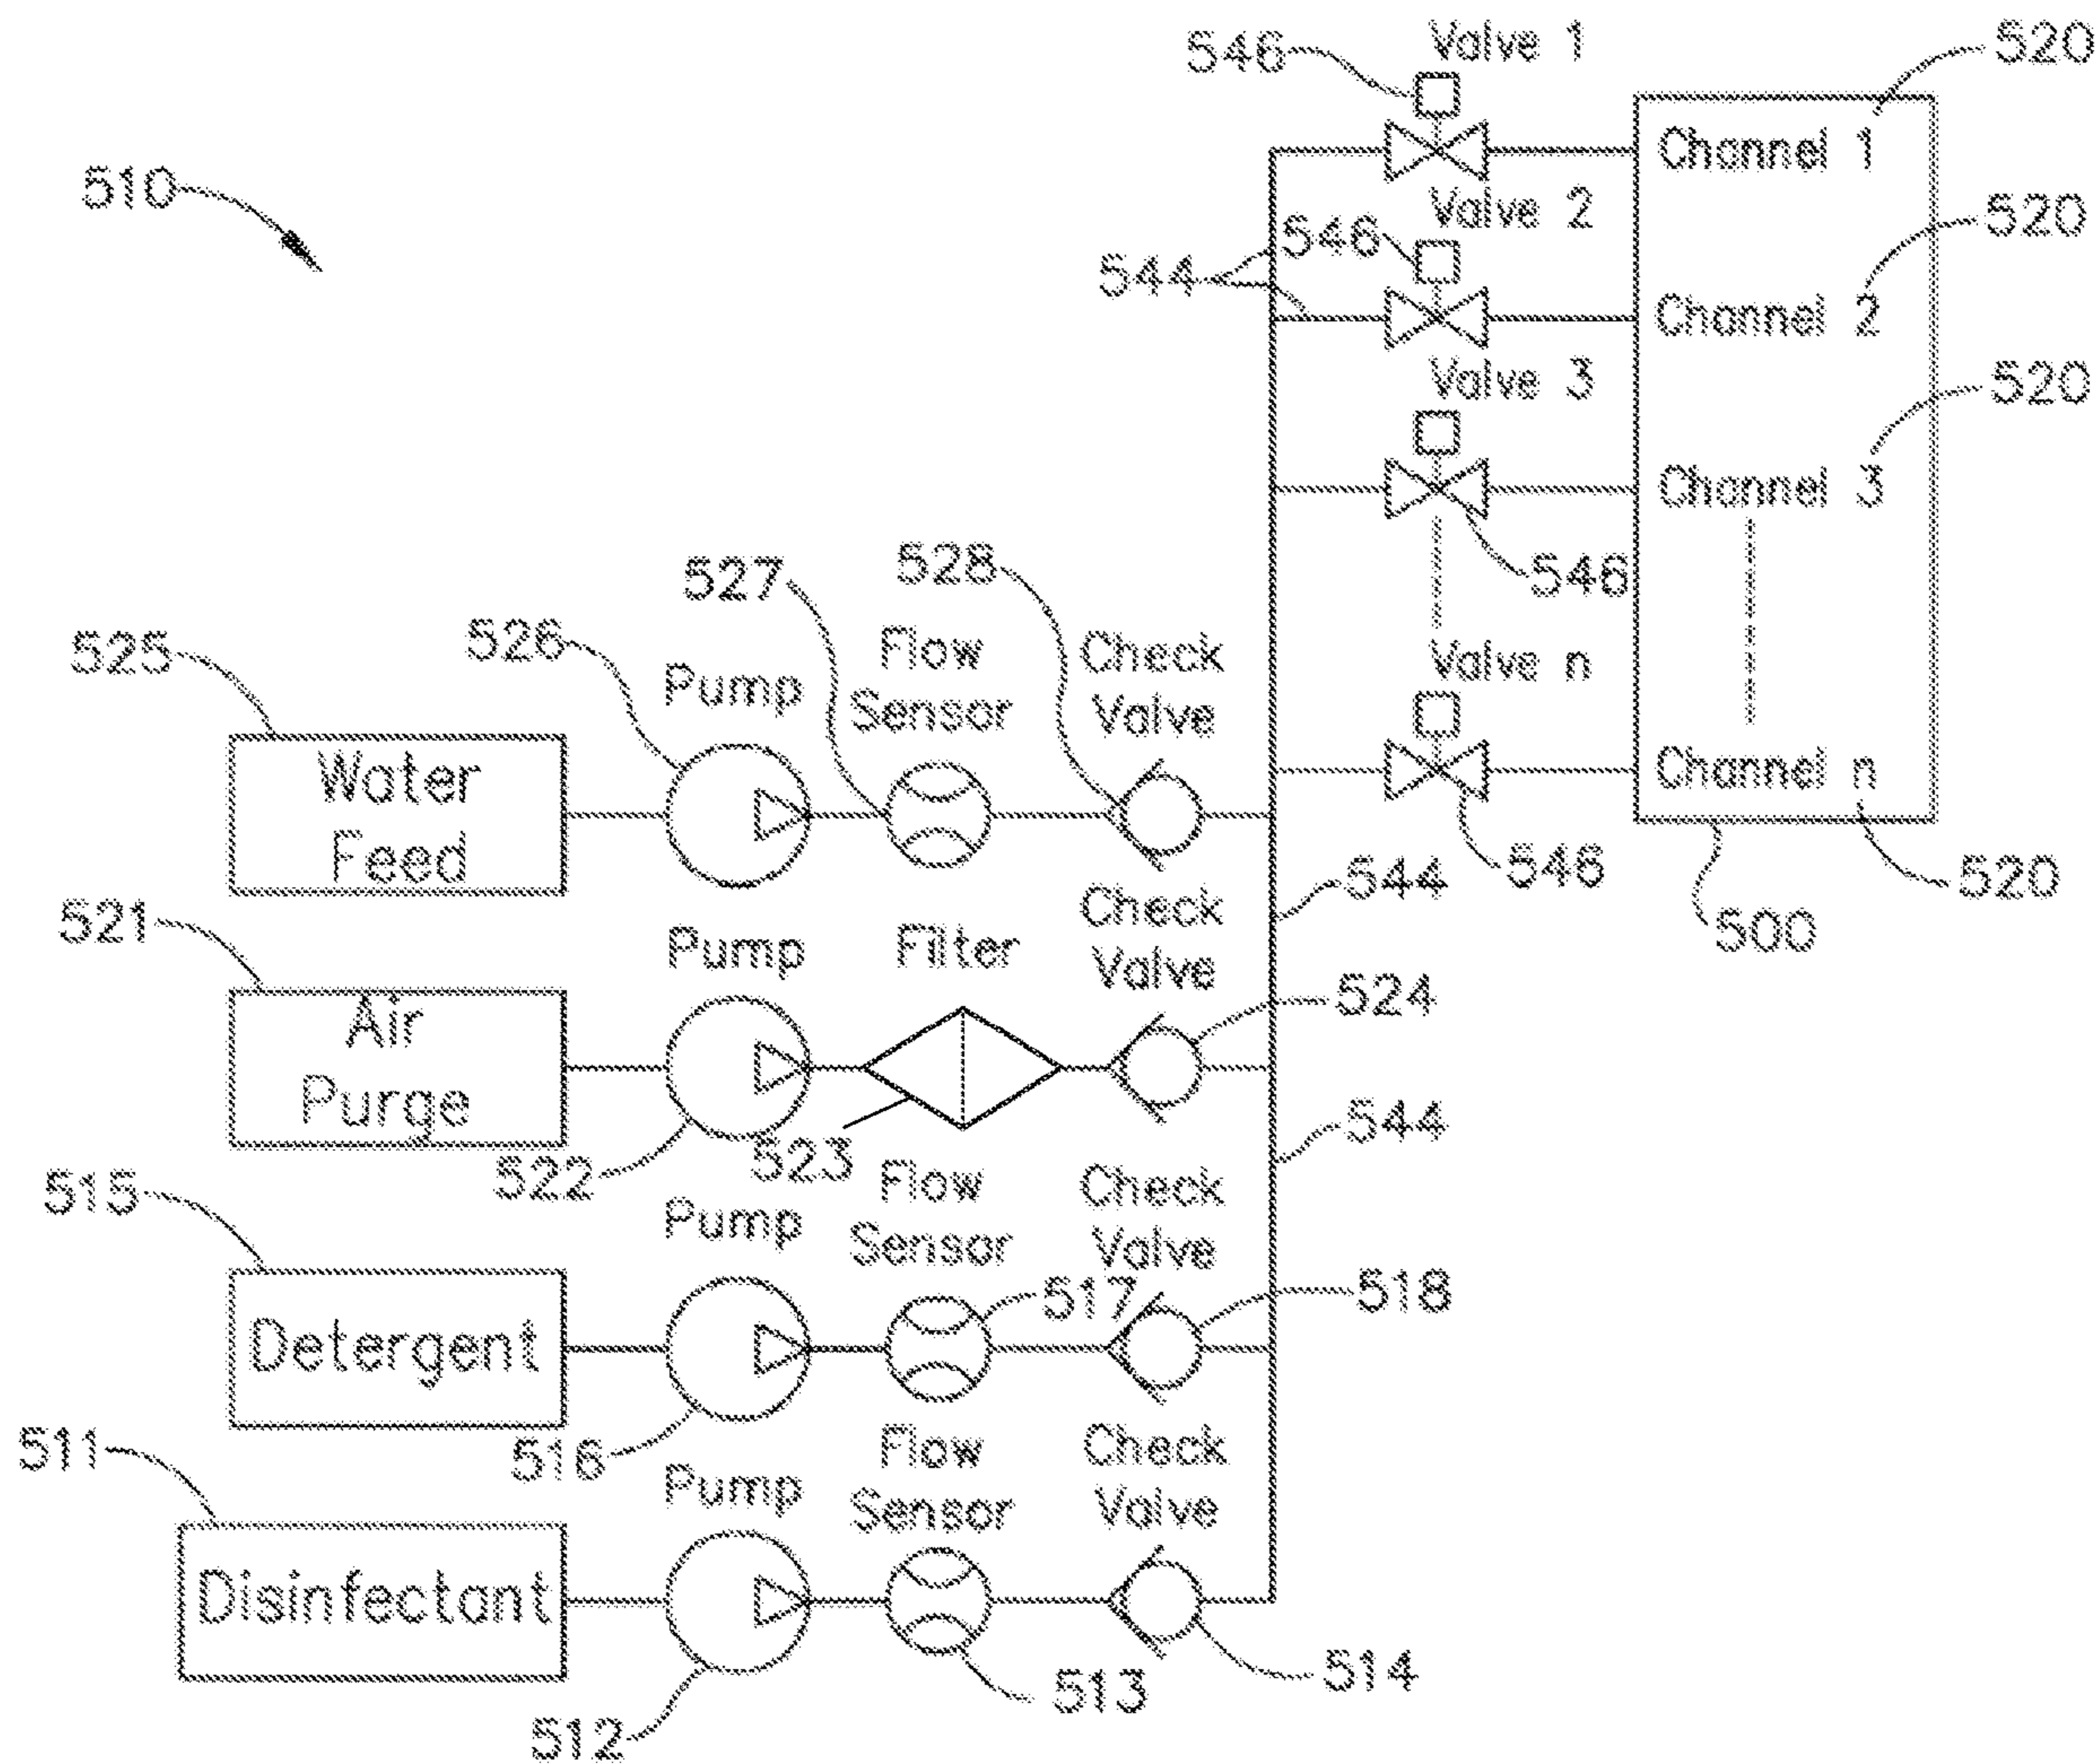 546
Valve 1
520
Channel 1
510
Valve 2
520
546
544
Channel 2
Valve 3
520
Channel 3
546
528
527
526
Flow
Sensor
Check
Valve
525
Pump
Valve n
Water
Feed
Channel n
546
520
544
500
521
Pump
Filter
Check
Valve
524
Air
Purge
544
522
523
515
Pump
Flow
Sensor
Check
Valve
517
518
Detergent
516
511
Pump
Flow
Sensor
Check
Valve
Disinfectant
513
514
512